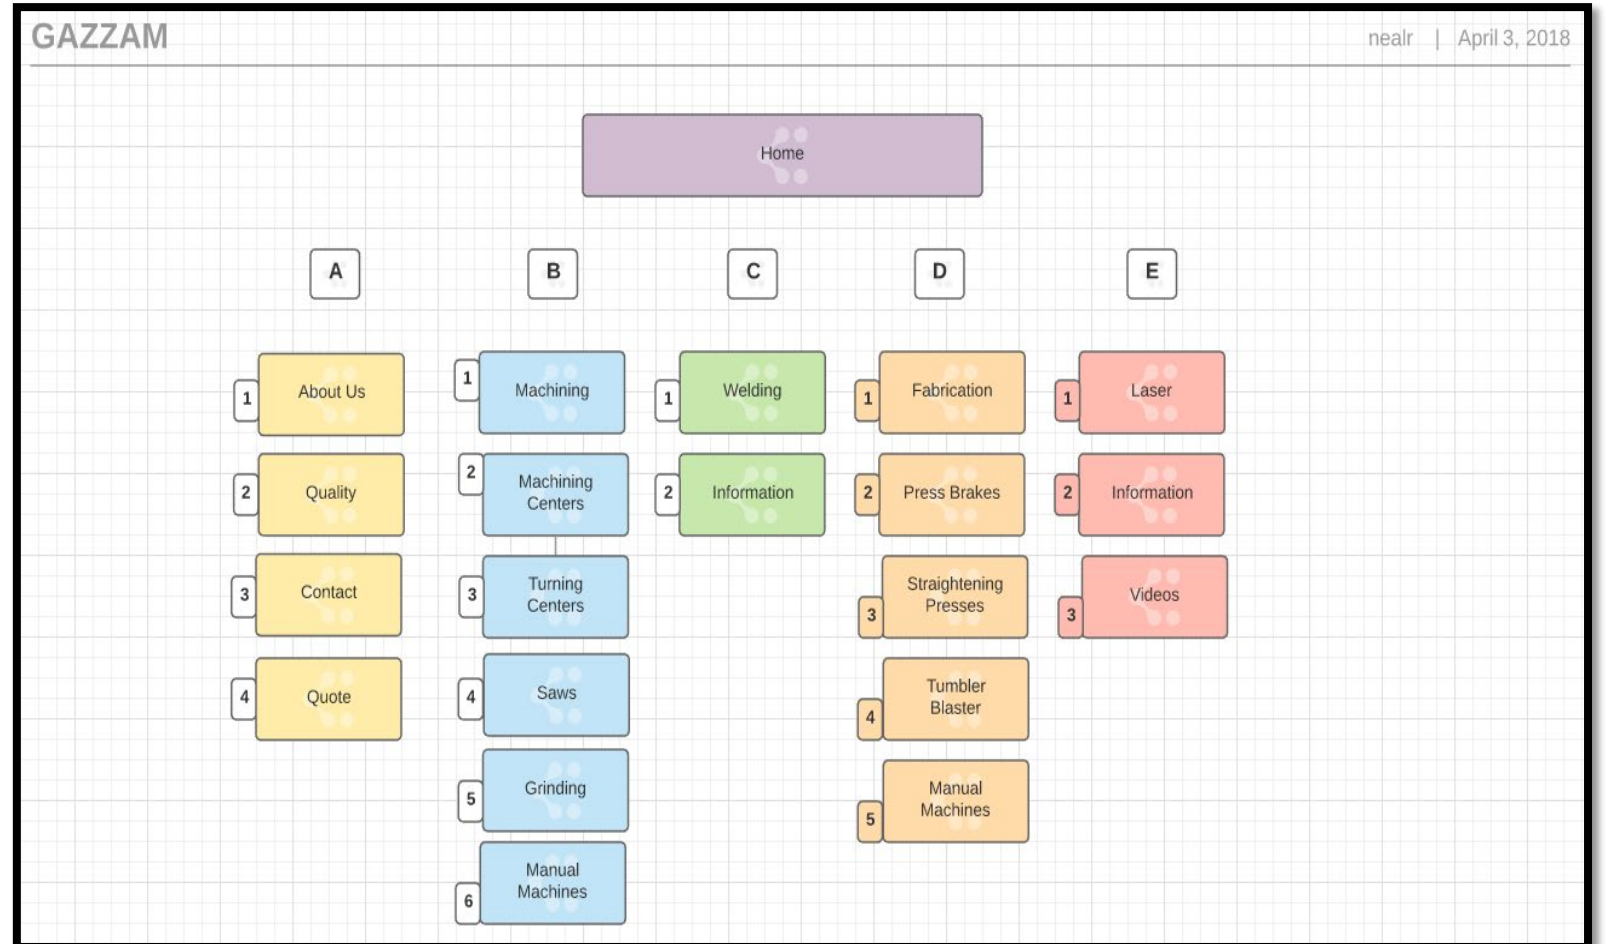 GAZZAM
nealr | April 3, 2018
Home
A
B
C
D
E
1
About Us
2
Quality
3
Contact
4
Quote
1
Machining
2
Machining
Centers
3
Turning
Centers
4
Saws
5
Grinding
6
Manual
Machines
1
Welding
2
Information
1
Fabrication
2
Press Brakes
3
Straightening
Presses
4
Tumbler
Blaster
5
Manual
Machines
1
Laser
2
Information
3
Videos